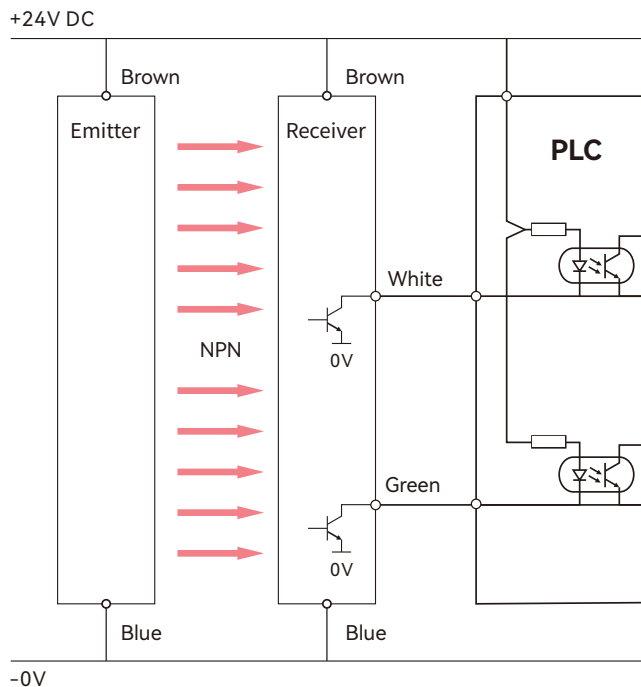 +24V DC
Brown
Brown
Emitter
Receiver
PLC
White
NPN
0V
Green
0V
Blue
Blue
-0V